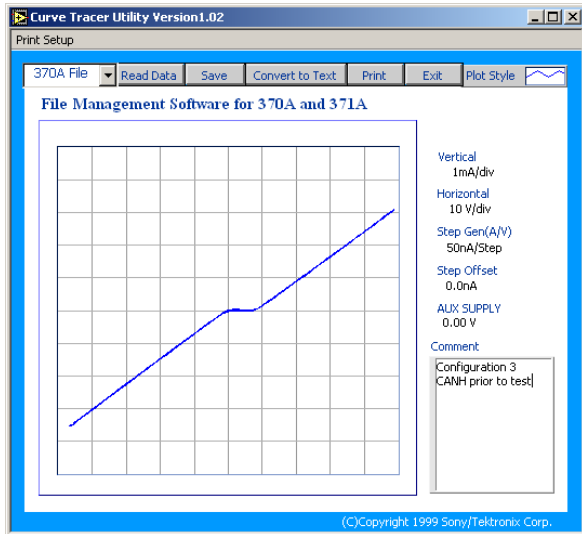 Curve Tracer Utility Version1.02
Print Setup
370A File Read Data Save Convert to Text Print Exit Plot Style
File Management Software for 370A and 371A
Vertical
1mA/div
Horizontal
10 V/div
Step Gen(A/V)
50nA/Step
Step Offset
0.0nA
AUX SUPPLY
0.00 V
Comment
Configuration 3
CANH prior to test
(C)Copyright 1999 Sony/Tektronix Corp.